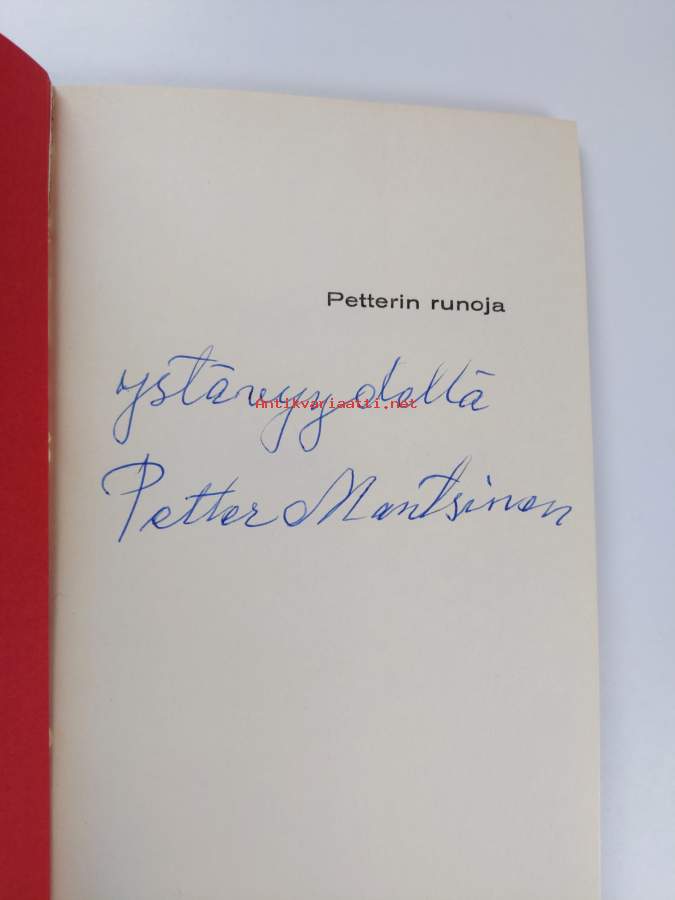 Petterin runoja
ystävyydellä
Antikvariaatti.net
Petter Mantsinen